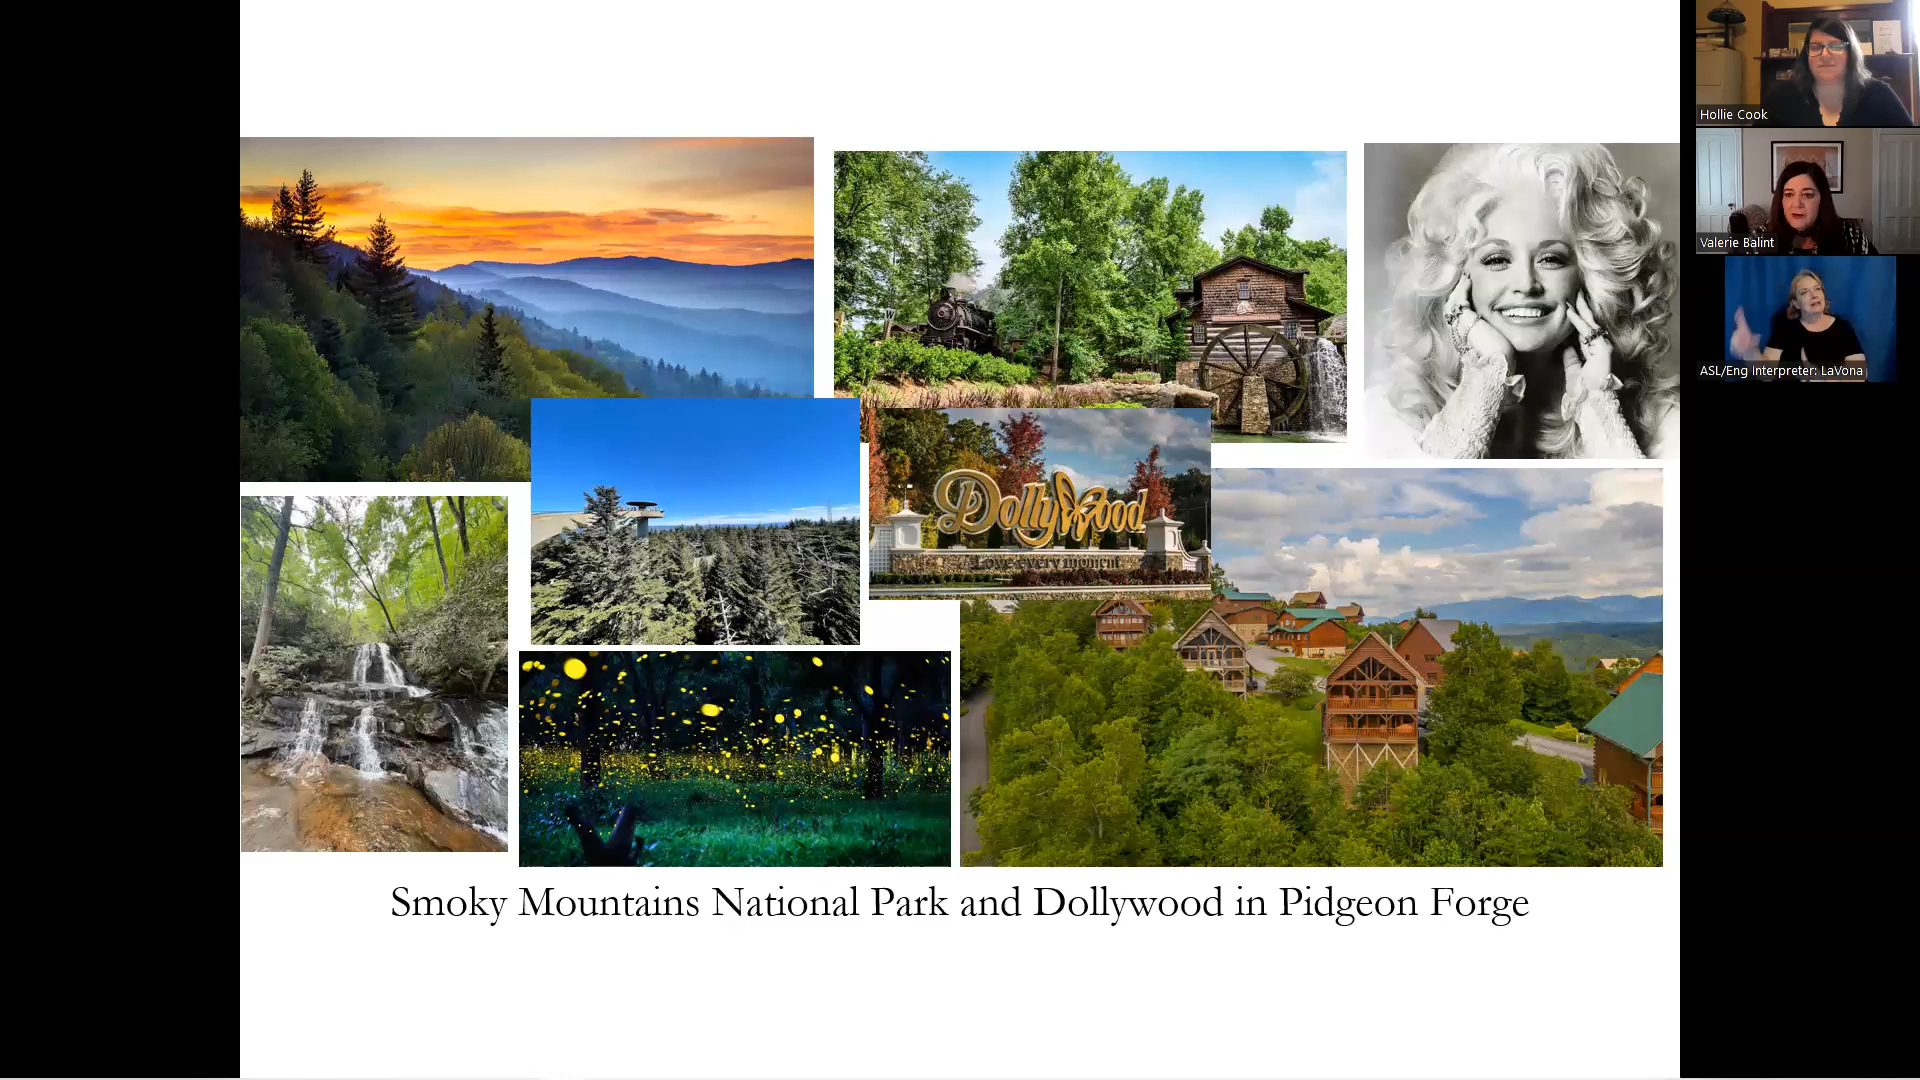 Hollie Cook
Valerie Balint
ASL/Eng interpreter: LaVona
Dollywood
Love every moment
Smoky Mountains National Park and Dollywood in Pidgeon Forge